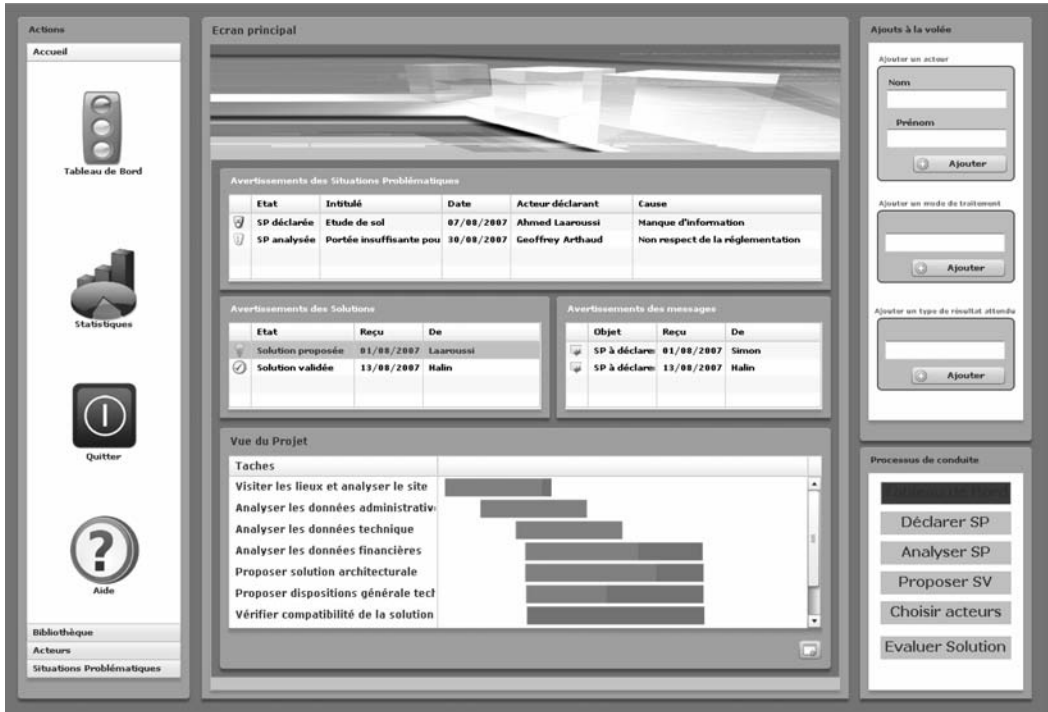 Actions
Accueil
Tableau de Bord
Statistiques
Quitter
Aide
Bibliothèque
Acteurs
Situations Problématiques
Ecran principal
Avertissements des Situations Problématiques
Etat Intitulé Date Acteur déclarant Cause
SP déclarée Etude de sol 07/08/2007 Ahmed Laaroussi Manque d'information
SP analysée Portée insuffisante pou 30/08/2007 Geoffrey Arthaud Non respect de la réglementation
Avertissements des Solutions
Etat Reçu De
Solution proposée 01/08/2007 Laaroussi
Solution validée 13/08/2007 Halin
Avertissements des messages
Objet Reçu De
SP à déclarer 01/08/2007 Simon
SP à déclarer 13/08/2007 Halin
Vue du Projet
Taches
Visiter les lieux et analyser le site
Analyser les données administrativ
Analyser les données technique
Analyser les données financières
Proposer solution architecturale
Proposer dispositions générale tech
Vérifier compatibilité de la solution
Ajouts à la volée
Ajouter un acteur
Nom
Prénom
Ajouter
Ajouter un mode de traitement
Ajouter
Ajouter un type de résultat attendu
Ajouter
Processus de conduite
Déclarer SP
Analyser SP
Proposer SV
Choisir acteurs
Evaluer Solution